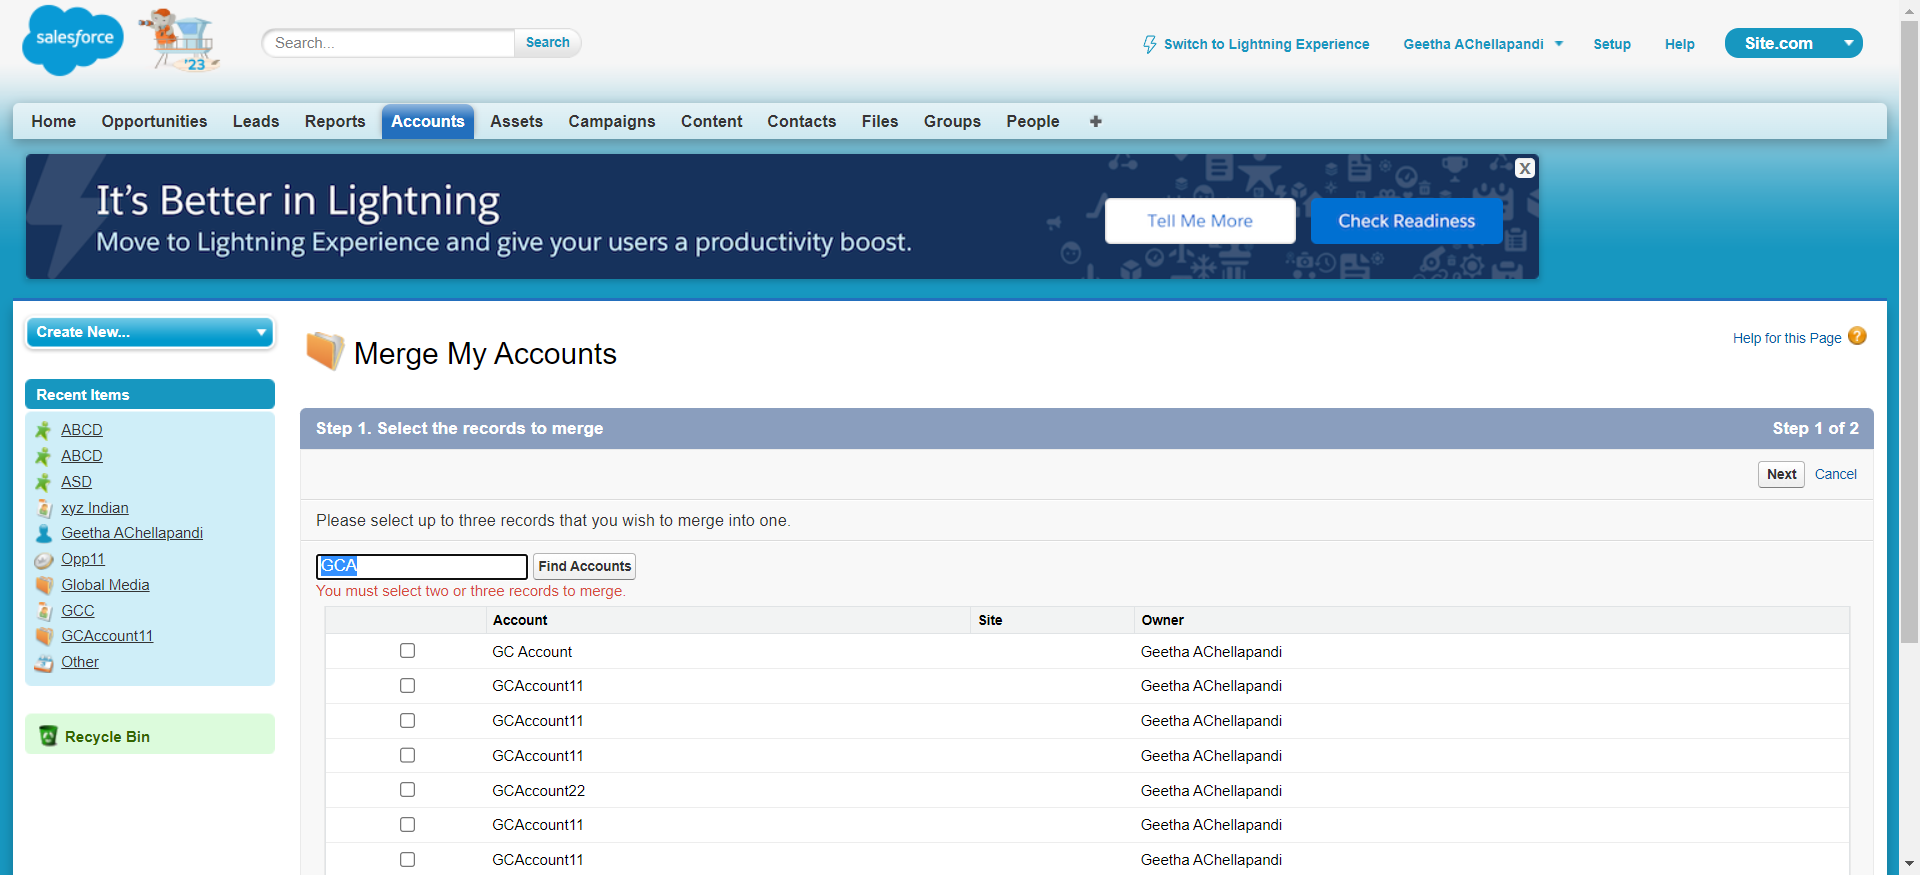 salesforce
'23
Search...
Search
Switch to Lightning Experience
Geetha AChellapandi
Setup
Help
Site.com
Home
Opportunities
Leads
Reports
Accounts
Assets
Campaigns
Content
Contacts
Files
Groups
People
+
It's Better in Lightning
Move to Lightning Experience and give your users a productivity boost.
Tell Me More
Check Readiness
X
Create New...
Recent Items
ABCD
ABCD
ASD
xyz Indian
Geetha AChellapandi
Opp11
Global Media
GCC
GCAccount11
Other
Recycle Bin
Merge My Accounts
Help for this Page ?
Step 1. Select the records to merge
Step 1 of 2
Next
Cancel
Please select up to three records that you wish to merge into one.
GCA
Find Accounts
You must select two or three records to merge.
Account Site Owner
GC Account Geetha AChellapandi
GCAccount11 Geetha AChellapandi
GCAccount11 Geetha AChellapandi
GCAccount11 Geetha AChellapandi
GCAccount22 Geetha AChellapandi
GCAccount11 Geetha AChellapandi
GCAccount11 Geetha AChellapandi